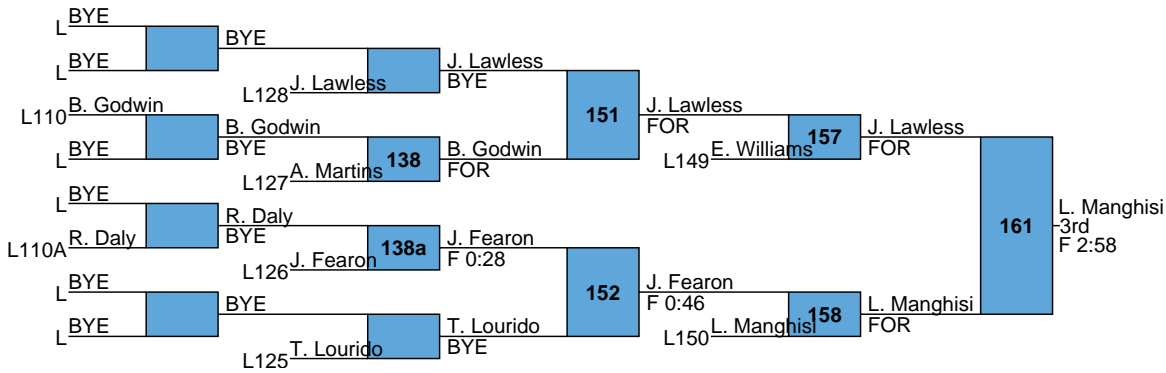 BYE
L
BYE
BYE
L
J. Lawless
J. Lawless
L128
BYE
B. Godwin
L110
J. Lawless
151
FOR
B. Godwin
BYE
J. Lawless
FOR
138
B. Godwin
FOR
E. Williams
L149
157
BYE
L
A. Martins
L127
BYE
L
R. Daly
BYE
L. Manghisi
3rd
F 2:58
161
R. Daly
L110A
138a
J. Fearon
F 0:28
J. Fearon
L126
BYE
L
J. Fearon
F 0:46
152
BYE
L. Manghisi
FOR
158
BYE
L
T. Lourido
BYE
L. Manghisi
L150
T. Lourido
L125